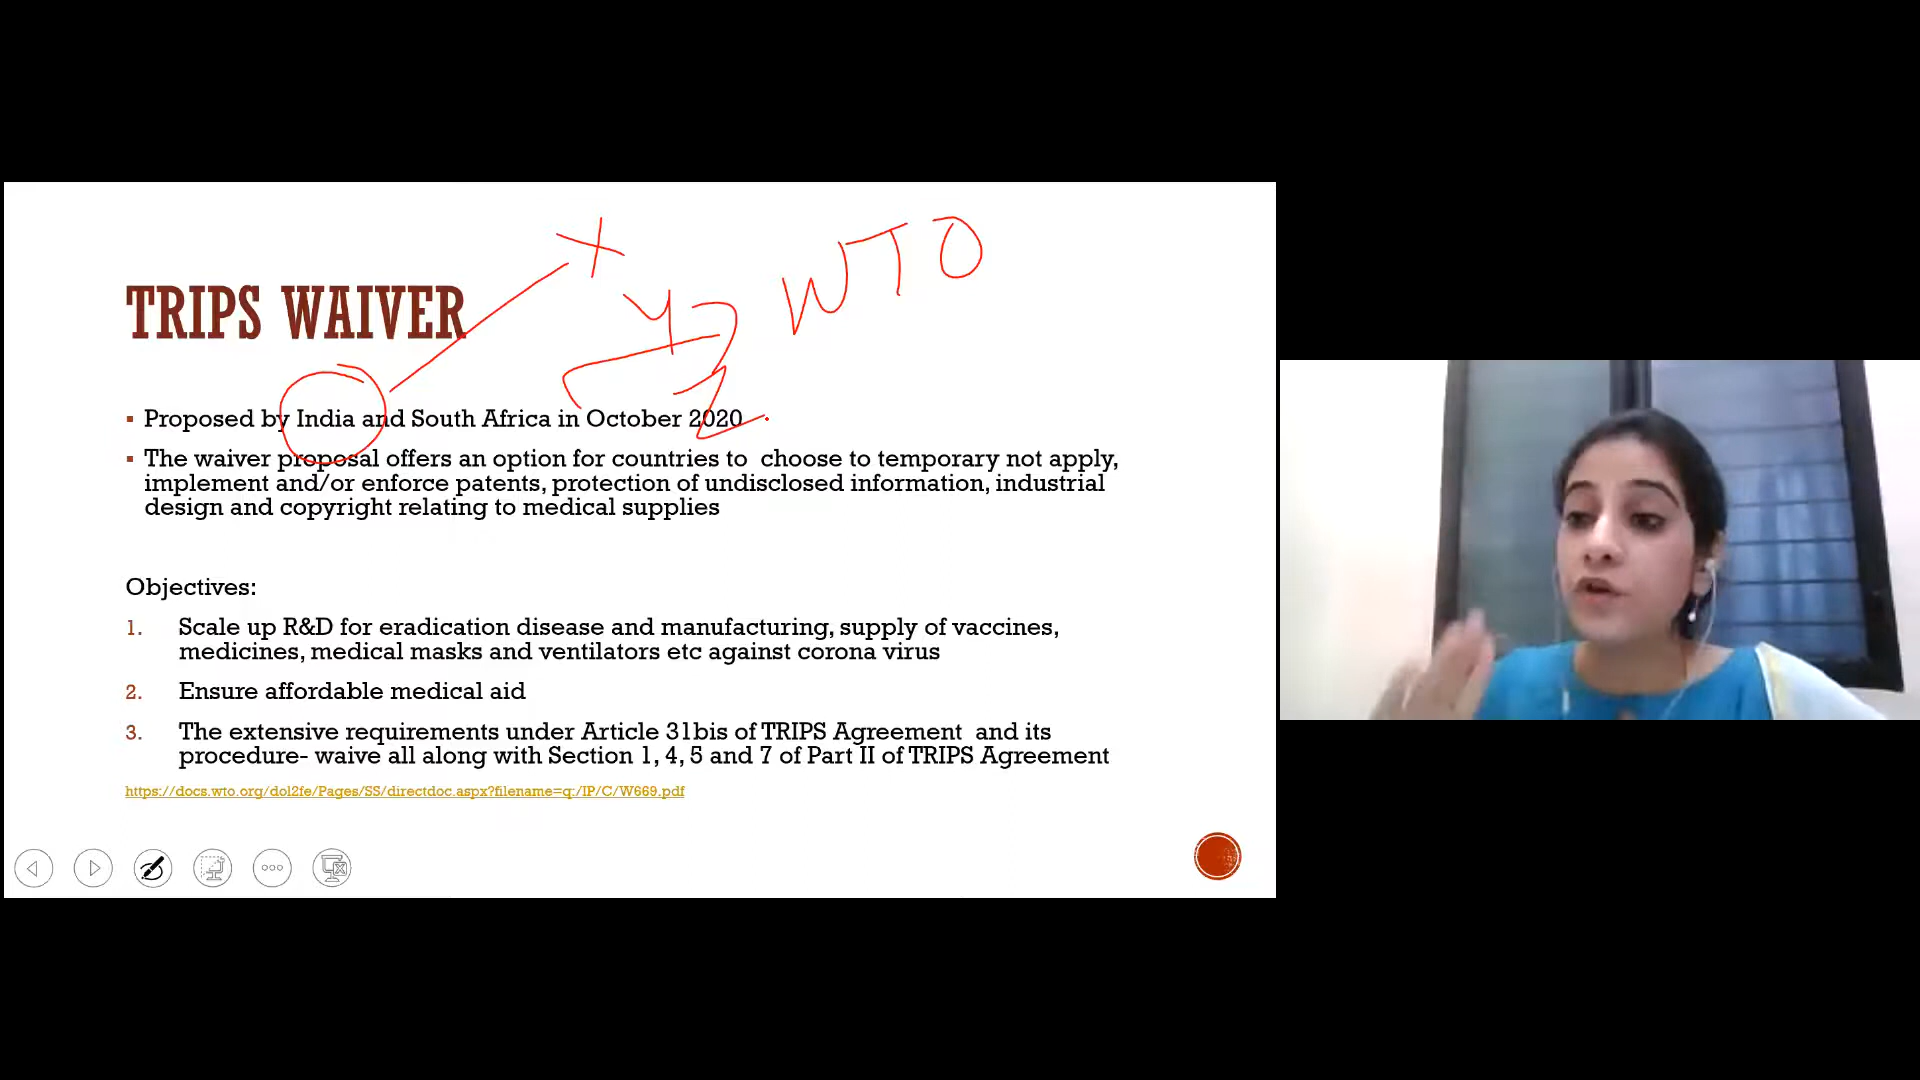 X
Y
Z
WTO
TRIPS WAIVER
▪ Proposed by India and South Africa in October 2020
▪ The waiver proposal offers an option for countries to choose to temporary not apply,
implement and/or enforce patents, protection of undisclosed information, industrial
design and copyright relating to medical supplies
Objectives:
1. Scale up R&D for eradication disease and manufacturing, supply of vaccines,
medicines, medical masks and ventilators etc against corona virus
2. Ensure affordable medical aid
3. The extensive requirements under Article 31bis of TRIPS Agreement and its
procedure- waive all along with Section 1, 4, 5 and 7 of Part II of TRIPS Agreement
https://docs.wto.org/dol2fe/Pages/SS/directdoc.aspx?filename=q:/IP/C/W669.pdf